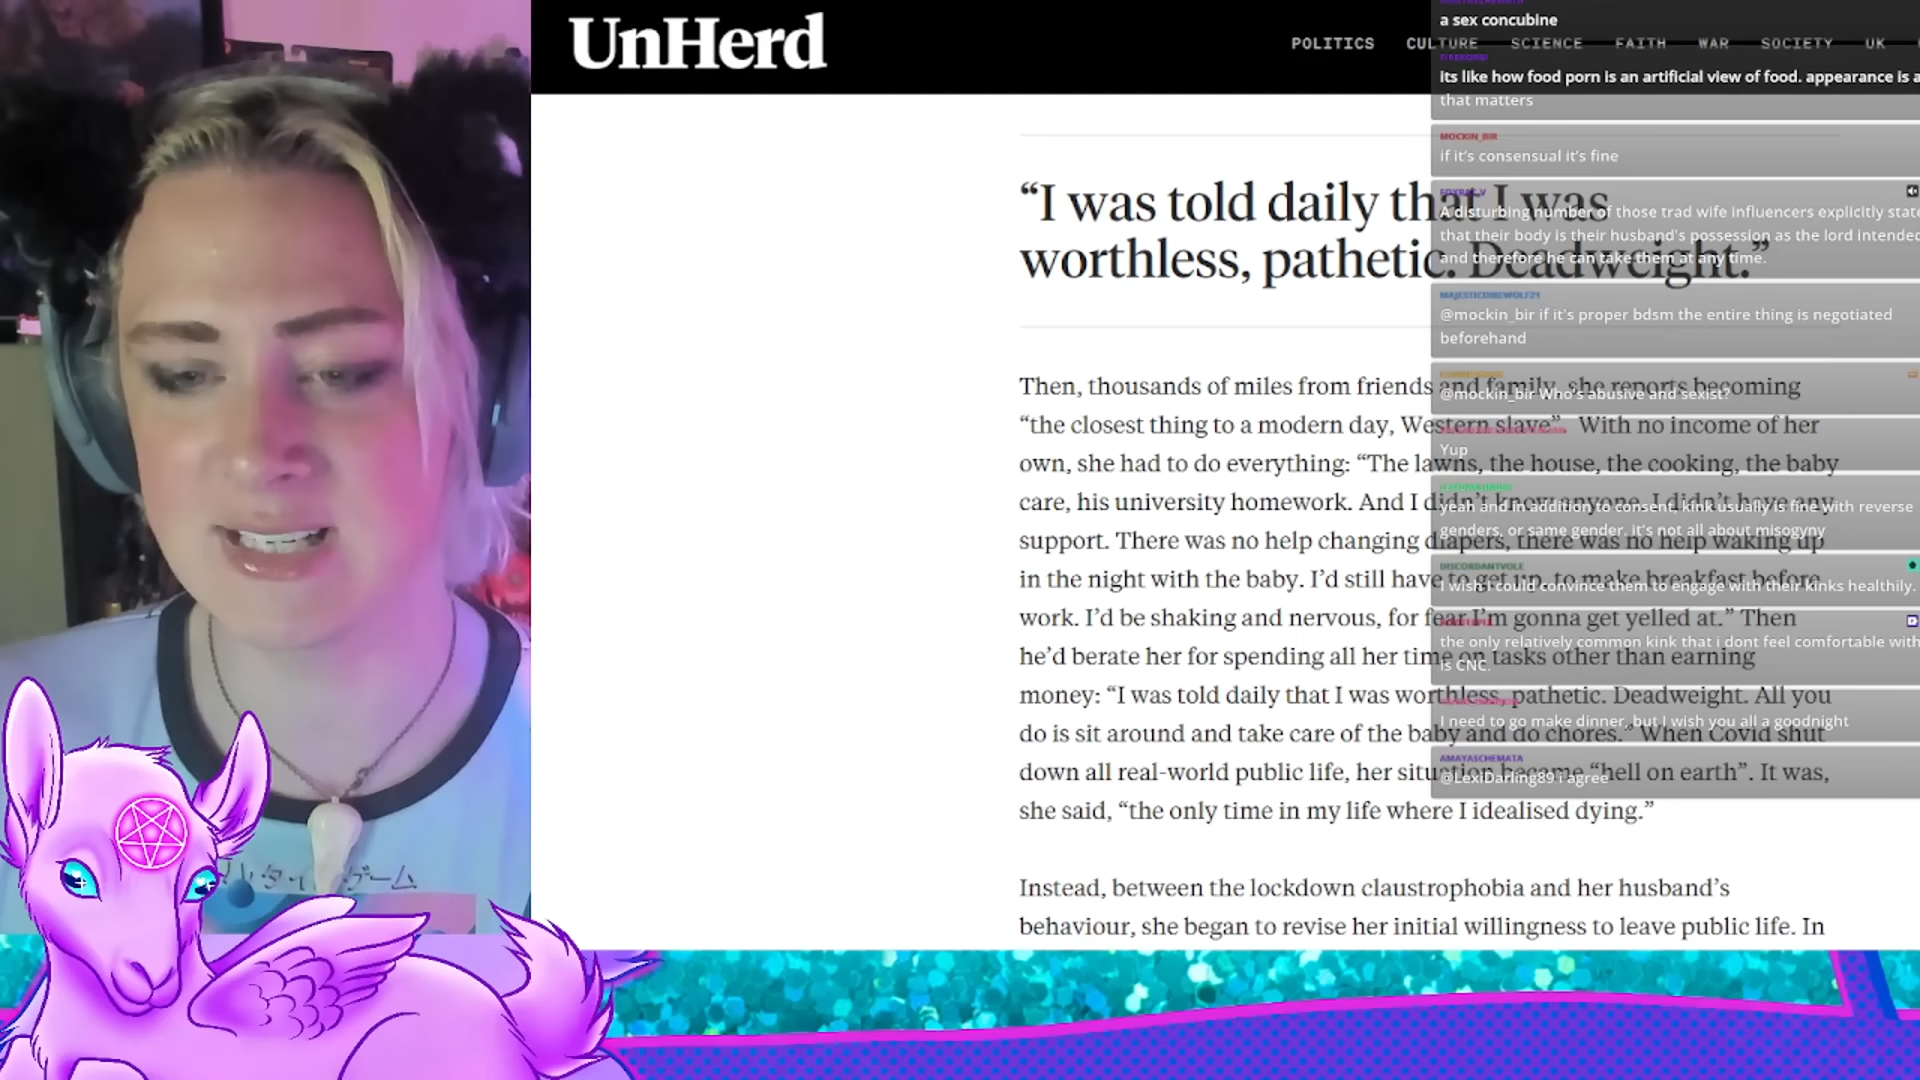 UnHerd
POLITICS CULTURE SCIENCE FAITH WAR SOCIETY UK
“I was told daily that I was
worthless, pathetic. Deadweight.”
Then, thousands of miles from friends and family, she reports becoming
“the closest thing to a modern day, Western slave”. With no income of her
own, she had to do everything: “The lawns, the house, the cooking, the baby
care, his university homework. And I didn’t know anyone. I didn’t have any
support. There was no help changing diapers, there was no help waking up
in the night with the baby. I’d still have to get up, to make breakfast before
work. I’d be shaking and nervous, for fear I’m gonna get yelled at.” Then
he’d berate her for spending all her time on tasks other than earning
money: “I was told daily that I was worthless, pathetic. Deadweight. All you
do is sit around and take care of the baby and do chores.” When Covid shut
down all real-world public life, her situation became “hell on earth”. It was,
she said, “the only time in my life where I idealised dying.”
Instead, between the lockdown claustrophobia and her husband’s
behaviour, she began to revise her initial willingness to leave public life. In
a sex concubine
its like how food porn is an artificial view of food. appearance is a
that matters
MOCKIN_BIR
if it's consensual it's fine
A disturbing number of those trad wife influencers explicitly state
that their body is their husband's possession as the lord intended
and therefore he can take them at any time.
MAJESTICDIREWOLF21
@mockin_bir if it's proper bdsm the entire thing is negotiated
beforehand
@mockin_bir Who's abusive and sexist?
Yup
yeah and in addition to consent, kink usually is fine with reverse
genders, or same gender. it's not all about misogyny
DISCORDANTVOLE
I wish I could convince them to engage with their kinks healthily.
the only relatively common kink that i dont feel comfortable with
is CNC.
I need to go make dinner, but I wish you all a goodnight
AMAYASCHEMATA
@LexiDarling89 i agree